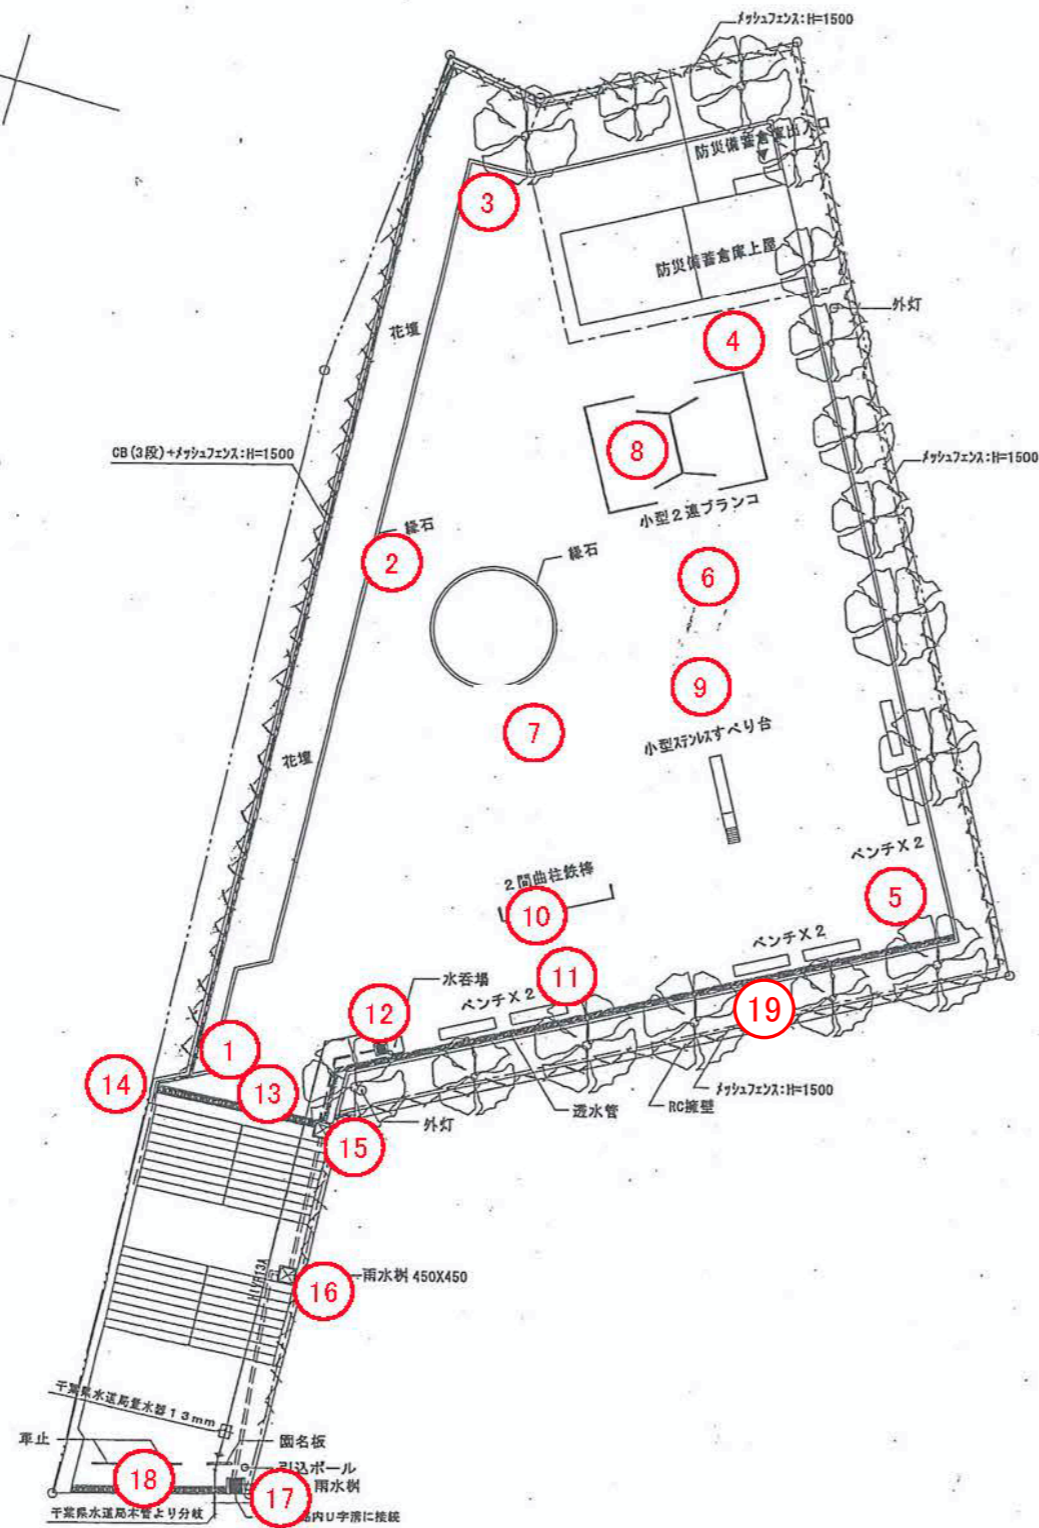 メッシュフェンス:H=1500
防災備蓄倉庫出入
3
防災備蓄倉庫上屋
外灯
花壇
4
8
CB(3段)+メッシュフェンス:H=1500
メッシュフェンス:H=1500
小型2連ブランコ
縁石
縁石
2
6
9
7
小型ステンレスすべり台
花壇
ベンチX2
2間曲柱鉄棒
5
10
ベンチX2
水呑場
11
ベンチX2
12
19
1
14
13
メッシュフェンス:H=1500
RC擁壁
透水管
外灯
15
雨水桝 450X450
16
千葉県水道局量水器13mm
車止
園名板
引込ポール
18
雨水桝
17
千葉県水道局本管より分岐
内U字溝に接続